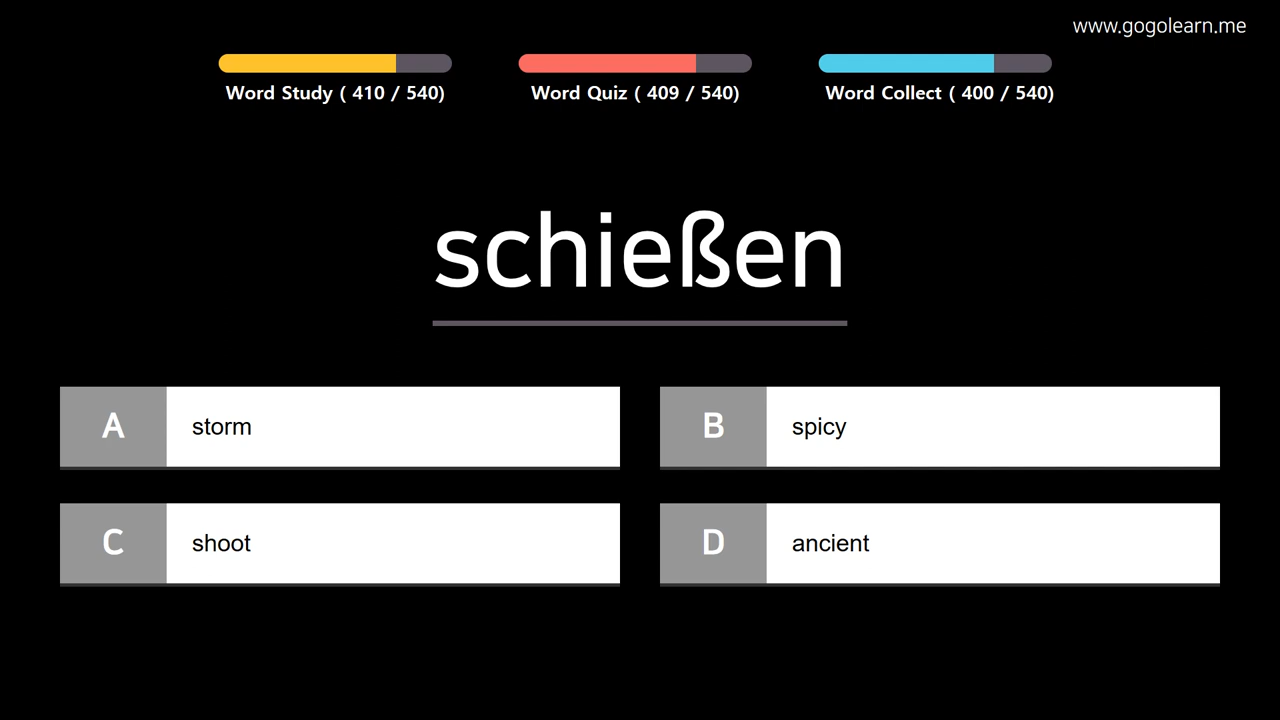 www.gogolearn.me
Word Study ( 410 / 540)
Word Quiz ( 409 / 540)
Word Collect ( 400 / 540)
schießen
A storm
B spicy
C shoot
D ancient